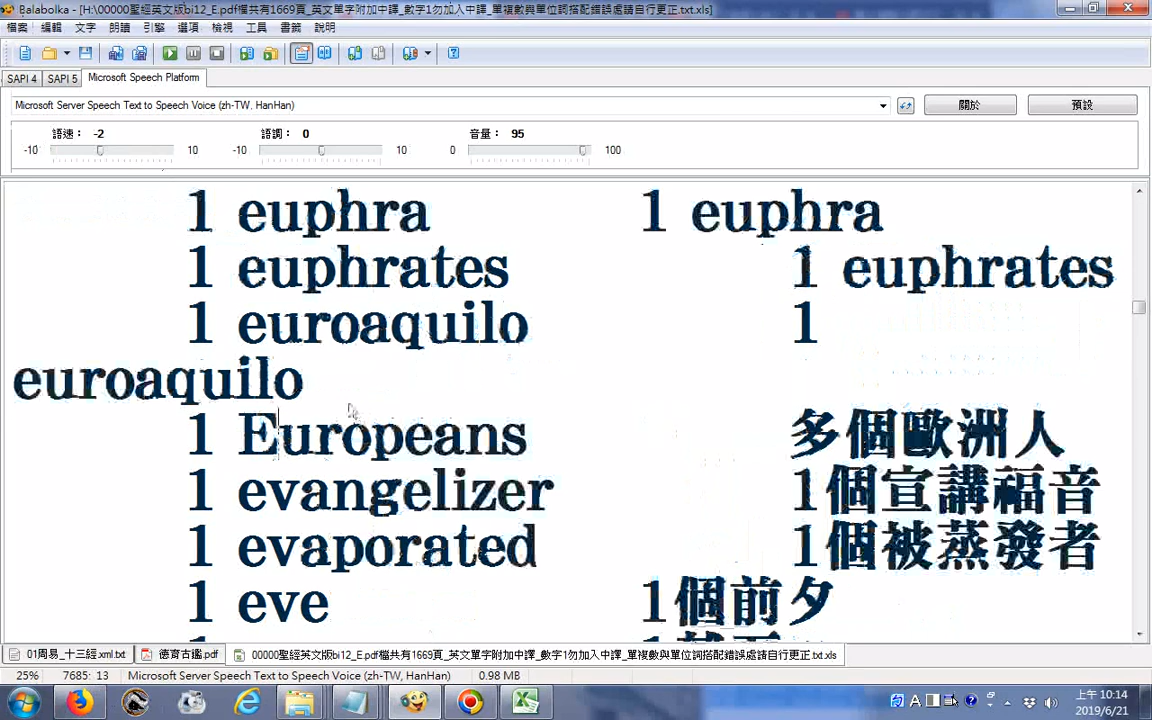 Balabolka - [H:\00000聖經英文版bi12_E.pdf檔共有1669頁_英文單字附加中譯_數字1勿加入中譯_單複數與單位詞搭配錯誤處請自行更正.txt.xls]
檔案 編輯 文字 朗讀 引擎 選項 檢視 工具 書籤 說明
SAPI 4 SAPI 5 Microsoft Speech Platform
Microsoft Server Speech Text to Speech Voice (zh-TW, HanHan) 關於 預設
語速： -2 語調： 0 音量： 95
-10 10 -10 10 0 100
1 euphra 1 euphra
1 euphrates 1 euphrates
1 euroaquilo 1
euroaquilo
1 Europeans 多個歐洲人
1 evangelizer 1個宣講福音
1 evaporated 1個被蒸發者
1 eve 1個前夕
01周易_十三經.xml.txt 德育古鑑.pdf 00000聖經英文版bi12_E.pdf檔共有1669頁_英文單字附加中譯_數字1勿加入中譯_單複數與單位詞搭配錯誤處請自行更正.txt.xls
25% 7685: 13 Microsoft Server Speech Text to Speech Voice (zh-TW, HanHan) 0.98 MB
上午 10:14
2019/6/21